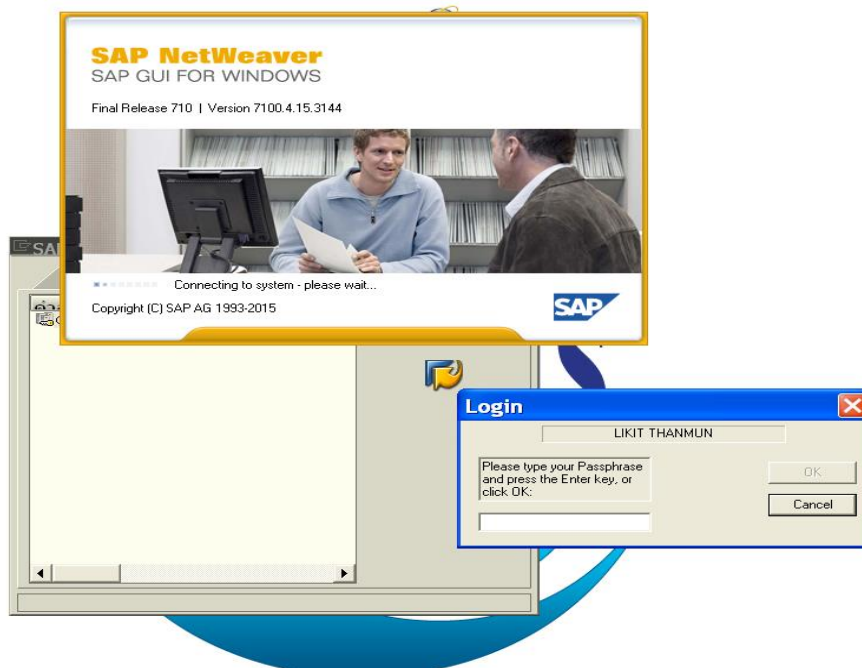 SAP NetWeaver
SAP GUI FOR WINDOWS
Final Release 710 | Version 7100.4.15.3144
Connecting to system - please wait...
Copyright (C) SAP AG 1993-2015
SAP
Login
LIKIT THANMUN
Please type your Passphrase
and press the Enter key, or
click OK:
OK
Cancel